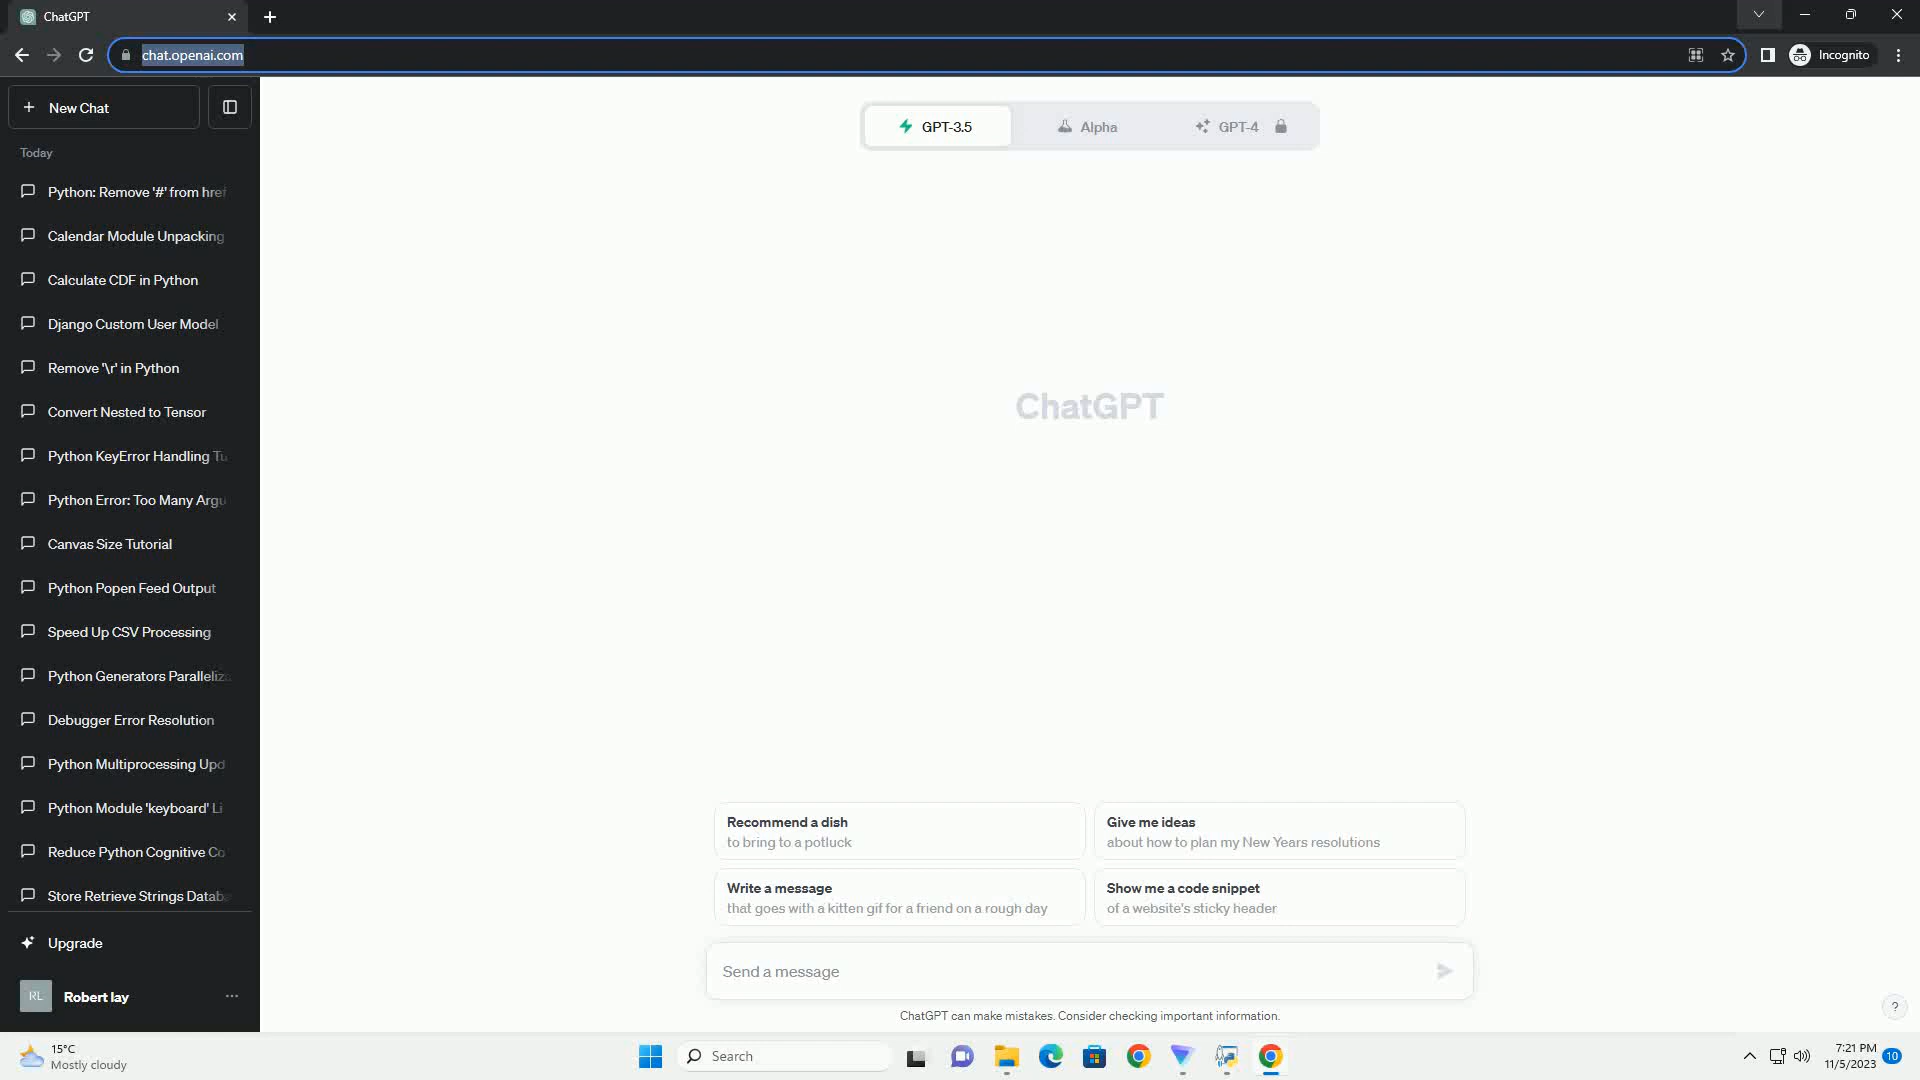 ChatGPT
chat.openai.com
Incognito
New Chat
GPT-3.5
Alpha
GPT-4
Today
Python: Remove '#' from href
Calendar Module Unpacking
Calculate CDF in Python
Django Custom User Model
Remove '\r' in Python
Convert Nested to Tensor
ChatGPT
Python KeyError Handling Tu
Python Error: Too Many Argu
Canvas Size Tutorial
Python Popen Feed Output
Speed Up CSV Processing
Python Generators Paralleliza
Debugger Error Resolution
Python Multiprocessing Upd
Python Module 'keyboard' Li
Reduce Python Cognitive Co
Store Retrieve Strings Databa
Recommend a dish
to bring to a potluck
Give me ideas
about how to plan my New Years resolutions
Write a message
that goes with a kitten gif for a friend on a rough day
Show me a code snippet
of a website's sticky header
Upgrade
Send a message
RL
Robert lay
ChatGPT can make mistakes. Consider checking important information.
?
15°C
Mostly cloudy
Search
7:21 PM
11/5/2023
10